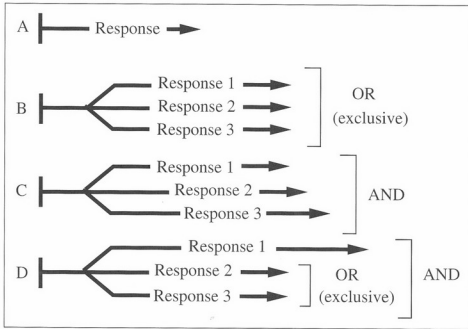 A Response
B Response 1
Response 2
Response 3
OR
(exclusive)
C Response 1
Response 2
Response 3
AND
D Response 1
Response 2
Response 3
OR
(exclusive)
AND